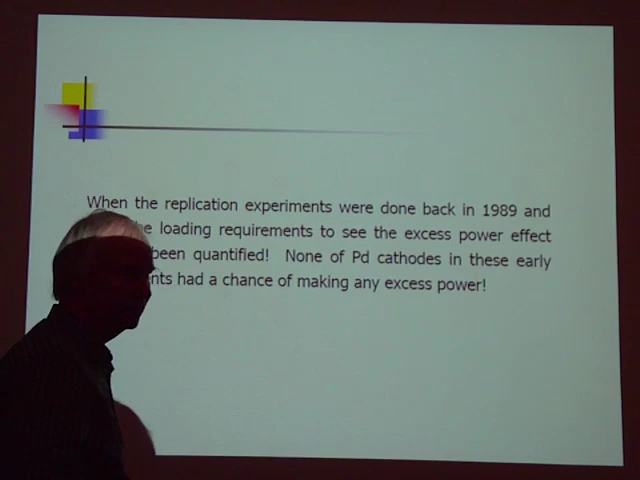 When the replication experiments were done back in 1989 and
loading requirements to see the excess power effect
been quantified! None of Pd cathodes in these early
had a chance of making any excess power!